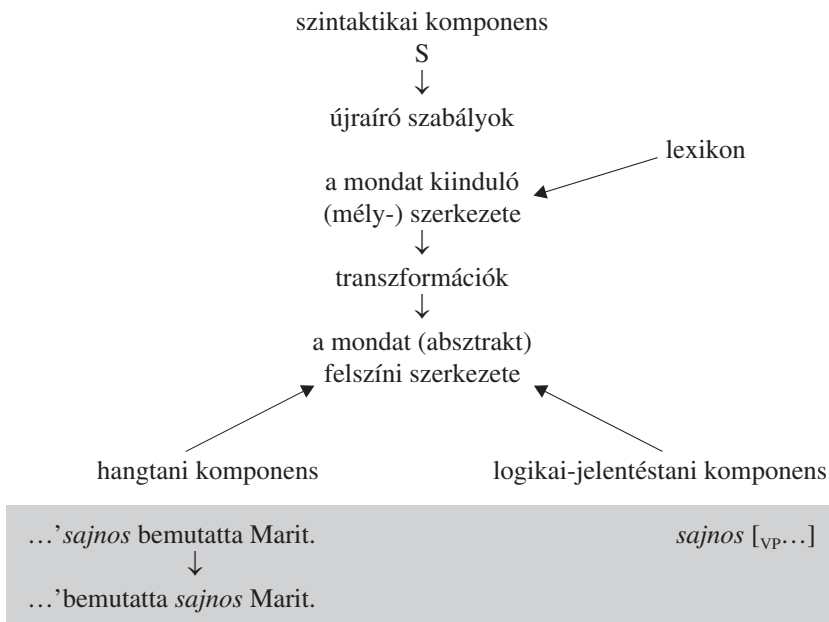 szintaktikai komponens
S
↓
újraíró szabályok
lexikon
a mondat kiinduló
(mély-) szerkezete
↓
transzformációk
↓
a mondat (absztrakt)
felszíni szerkezete
hangtani komponens logikai-jelentéstani komponens
…’sajnos bemutatta Marit. sajnos [VP…]
↓
…’bemutatta sajnos Marit.